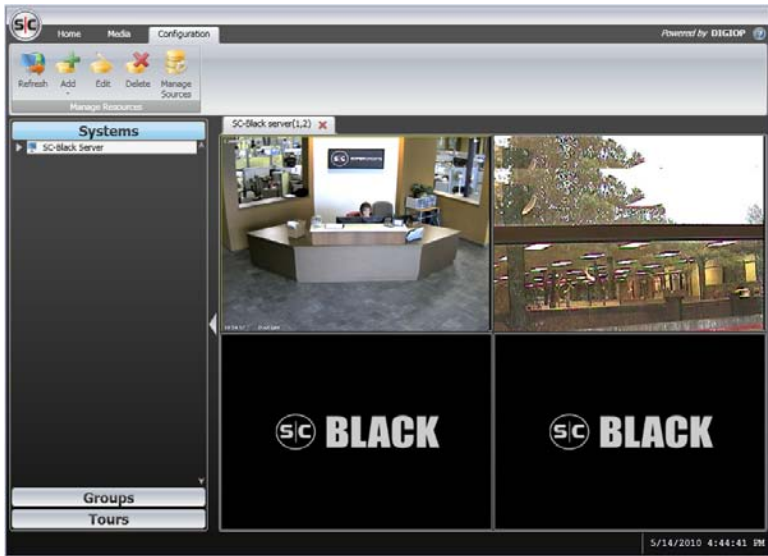 S|C
Home Media Configuration
Powered by DIGIOP
Refresh Add Edit Delete Manage Sources
Manage Resources
Systems
SC-Black Server
SC-Black server(1,2)
S|C
S|C BLACK
S|C BLACK
Groups
Tours
5/14/2010 4:44:41 PM